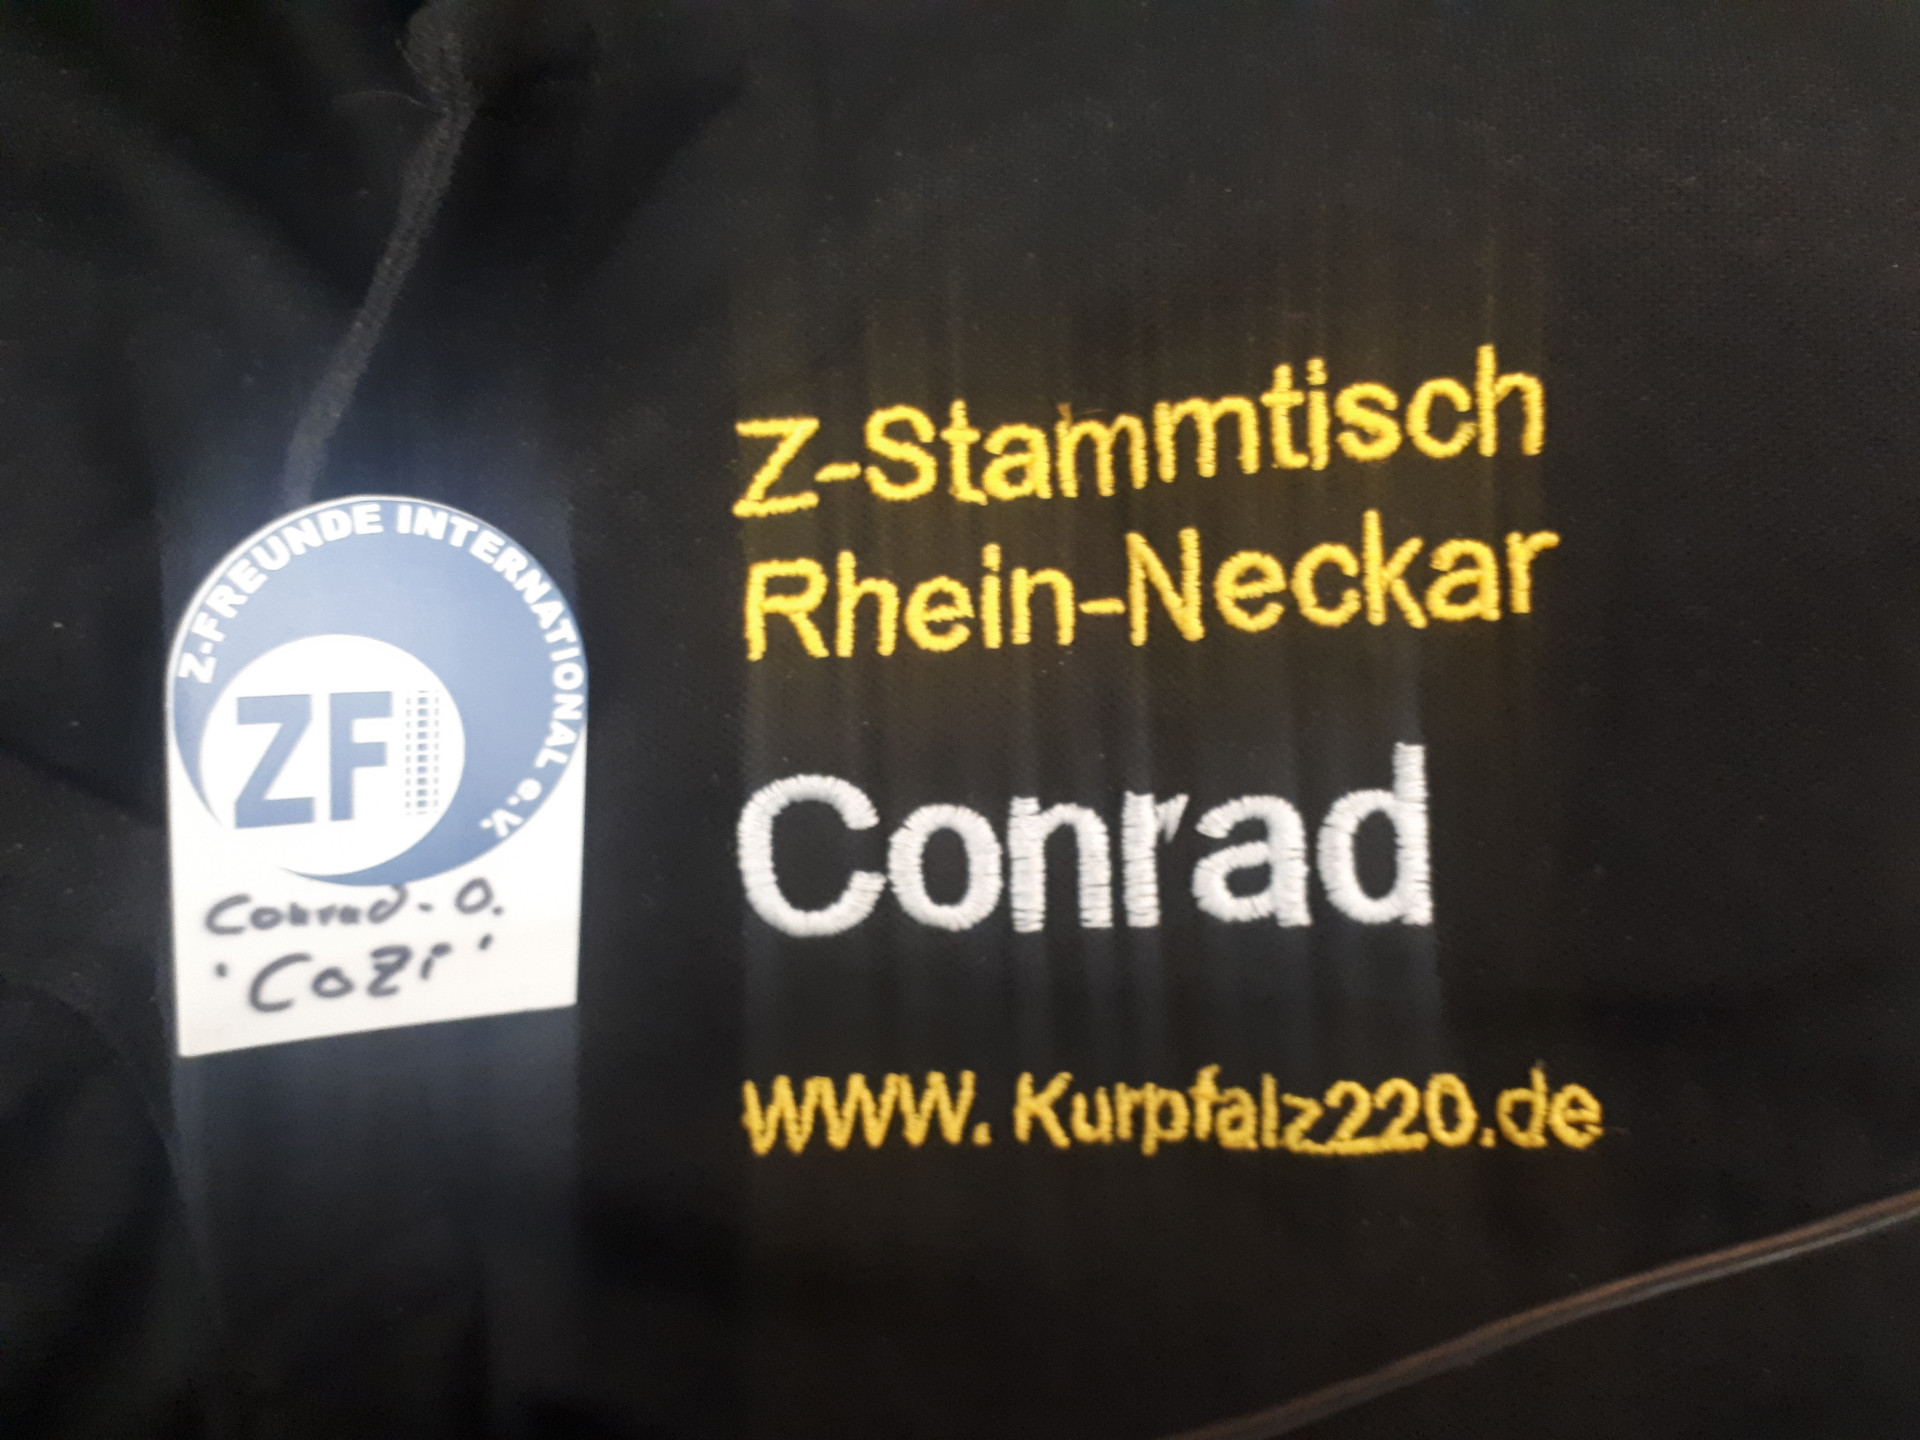 Z-FREUNDE INTERNATIONAL e.V.
ZF
Conrad-O.
'CoZi'
Z-Stammtisch
Rhein-Neckar
Conrad
www.Kurpfalz220.de